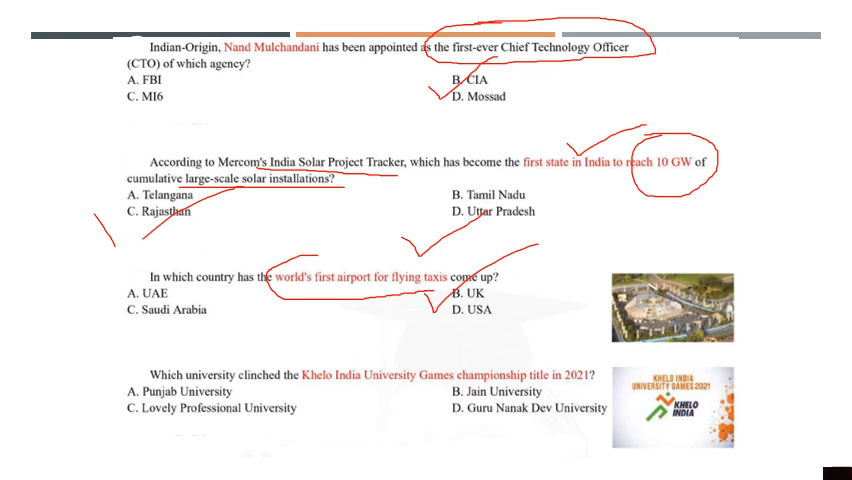 Indian-Origin, Nand Mulchandani has been appointed as the first-ever Chief Technology Officer
(CTO) of which agency?
A. FBI B. CIA
C. MI6 D. Mossad
According to Mercom's India Solar Project Tracker, which has become the first state in India to reach 10 GW of
cumulative large-scale solar installations?
A. Telangana B. Tamil Nadu
C. Rajasthan D. Uttar Pradesh
In which country has the world's first airport for flying taxis come up?
A. UAE B. UK
C. Saudi Arabia D. USA
Which university clinched the Khelo India University Games championship title in 2021?
A. Punjab University B. Jain University
C. Lovely Professional University D. Guru Nanak Dev University
KHELO INDIA
UNIVERSITY GAMES 2021
KHELO
INDIA